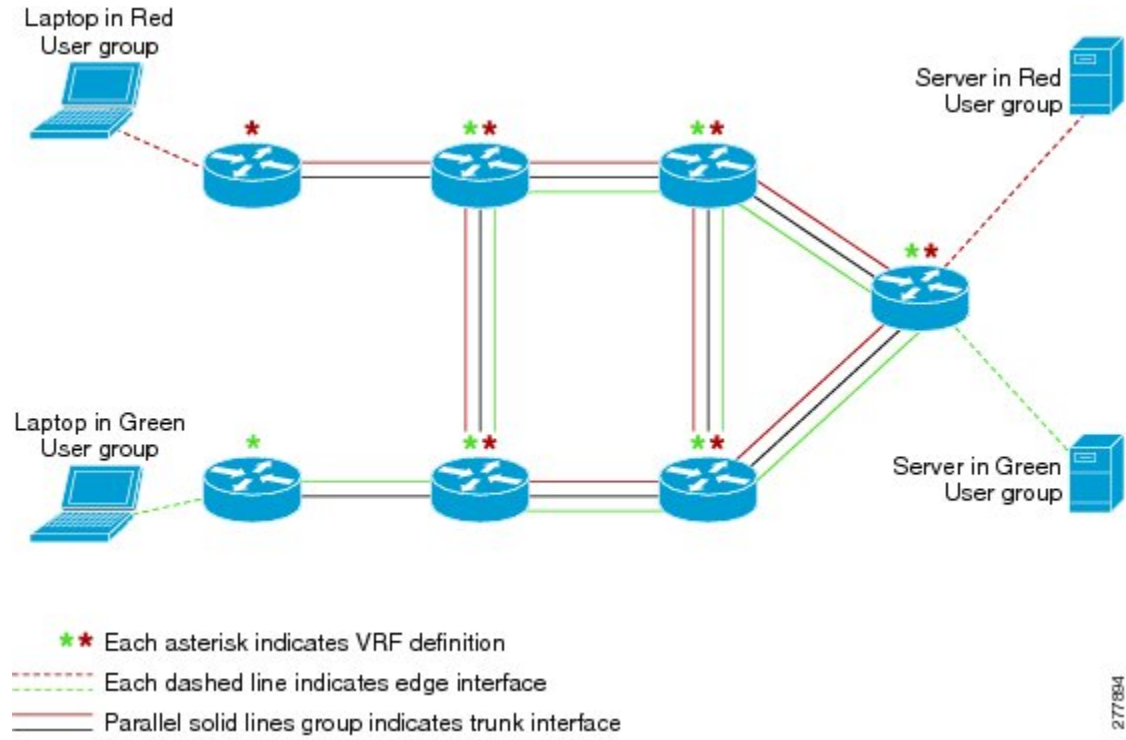 Laptop in Red
User group
Server in Red
User group
* **
* **
* **
Laptop in Green
User group
* **
* **
Server in Green
User group
** Each asterisk indicates VRF definition
Each dashed line indicates edge interface
Parallel solid lines group indicates trunk interface
277894